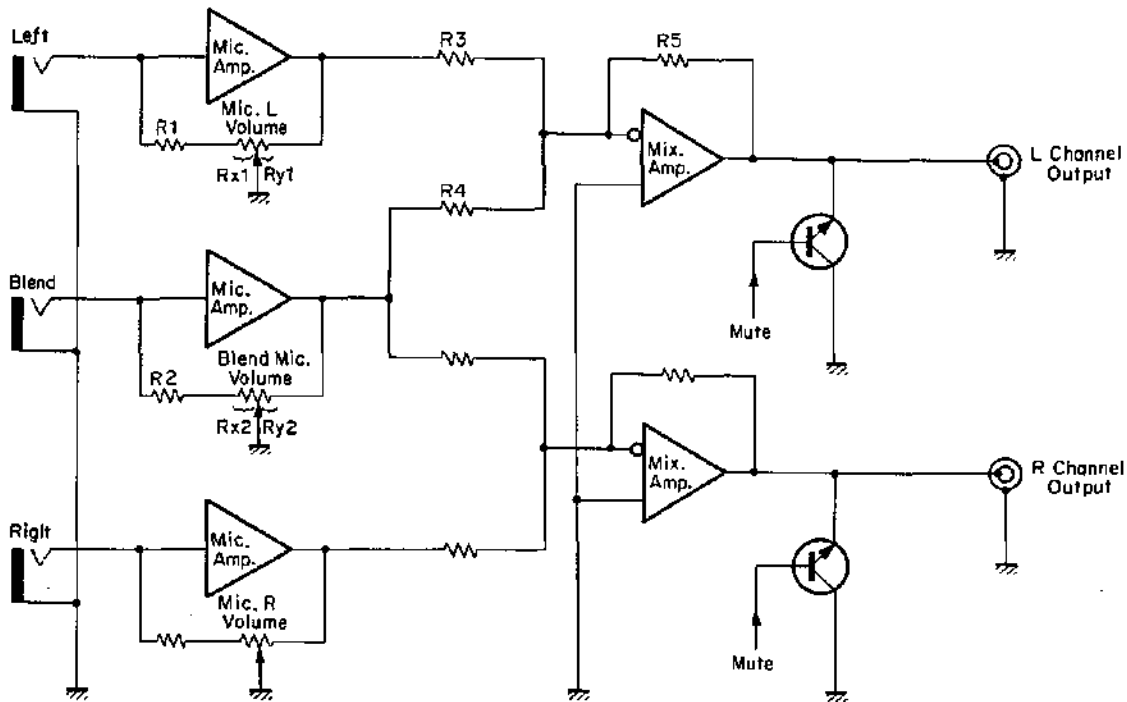 Left
Mic.
Amp.
Mic. L
Volume
R1
Rx1 Ry1
R3
R4
R5
Mix.
Amp.
L Channel
Output
Mute
Blend
Mic.
Amp.
Blend Mic.
Volume
R2
Rx2 Ry2
Mix.
Amp.
R Channel
Output
Mute
Riglt
Mic.
Amp.
Mic. R
Volume